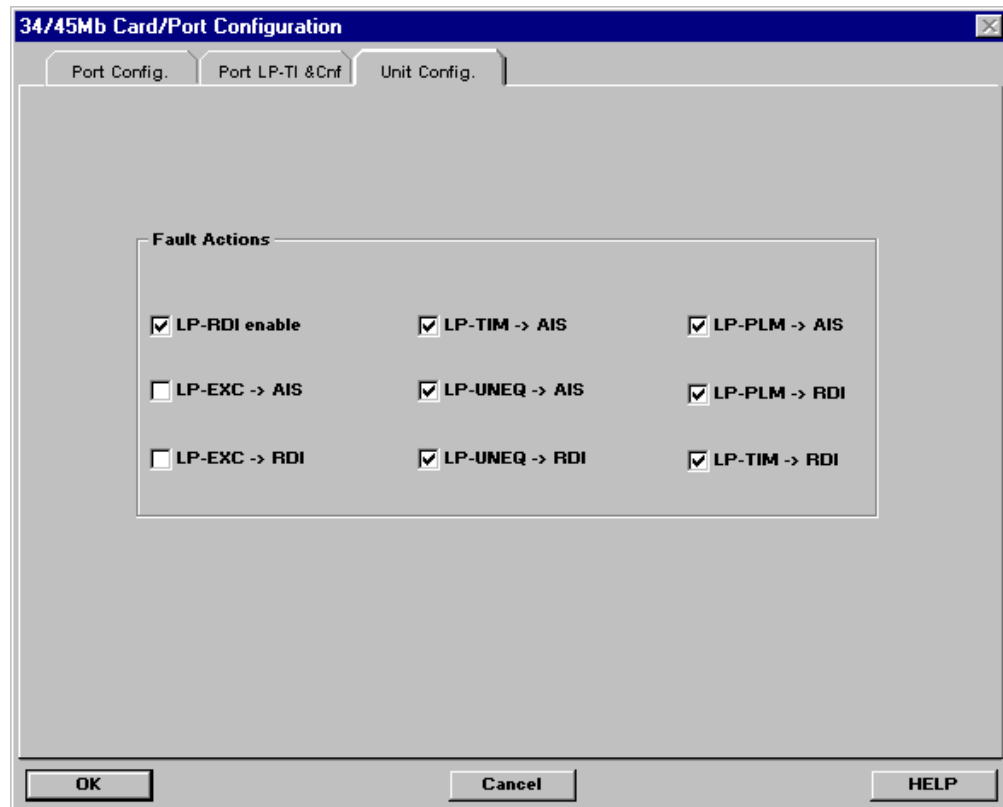 34/45Mb Card/Port Configuration
Port Config. Port LP-TI &Cnf Unit Config.
Fault Actions
LP-RDI enable LP-TIM -> AIS LP-PLM -> AIS
LP-EXC -> AIS LP-UNEQ -> AIS LP-PLM -> RDI
LP-EXC -> RDI LP-UNEQ -> RDI LP-TIM -> RDI
OK Cancel HELP